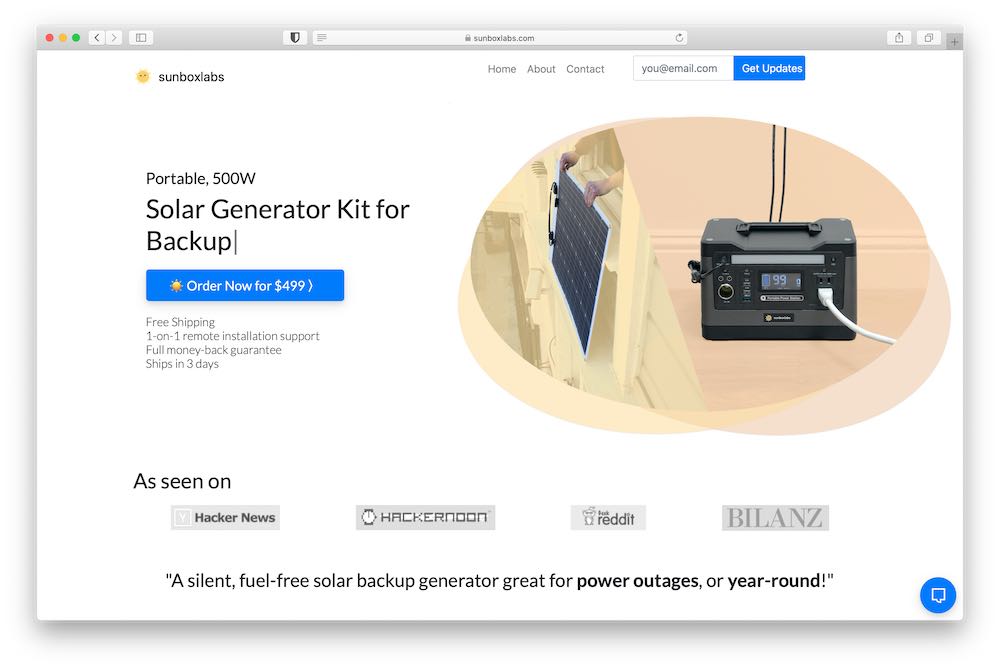 sunboxlabs.com
sunboxlabs
Home About Contact
you@email.com
Get Updates
Portable, 500W
Solar Generator Kit for
Backup
Order Now for $499 ⟩
Free Shipping
1-on-1 remote installation support
Full money-back guarantee
Ships in 3 days
99
Portable Power Station
sunboxlabs
As seen on
Y Hacker News
HACKERNOON
reddit
BILANZ
"A silent, fuel-free solar backup generator great for power outages, or year-round!"